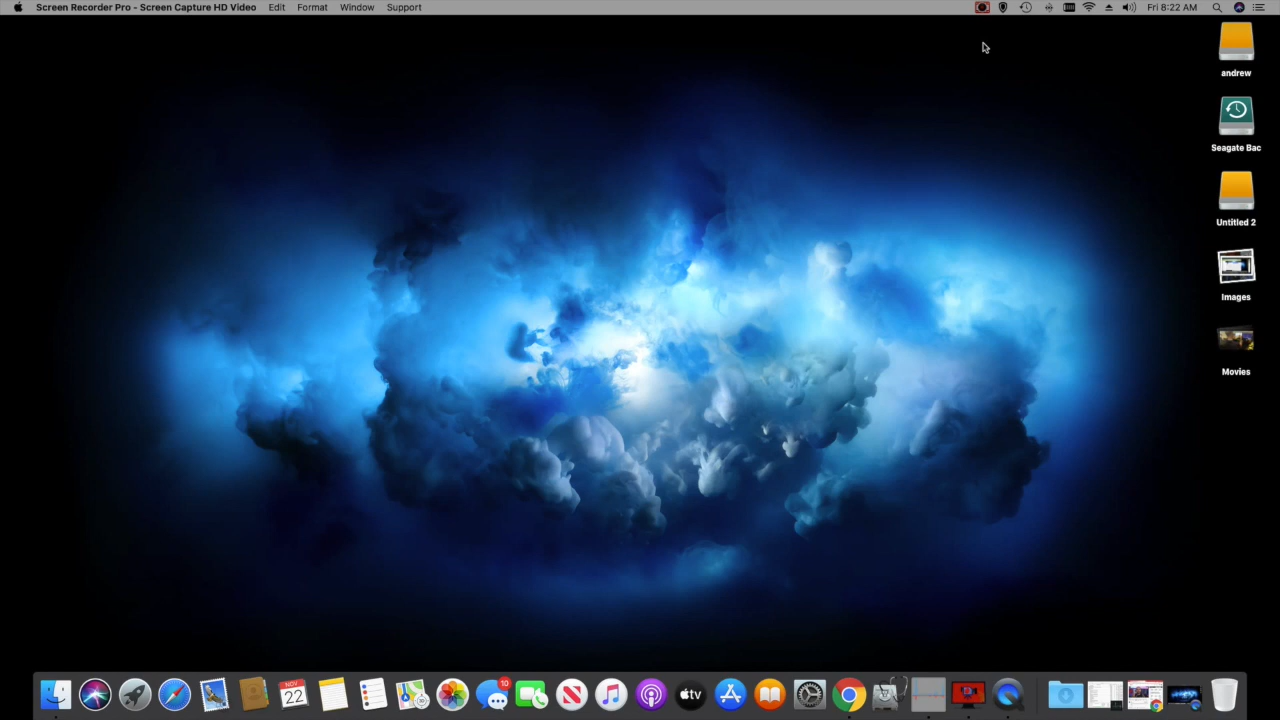 Screen Recorder Pro - Screen Capture HD Video Edit Format Window Support Fri 8:22 AM
andrew
Seagate Bac
Untitled 2
Images
Movies
NOV
22
10
tv